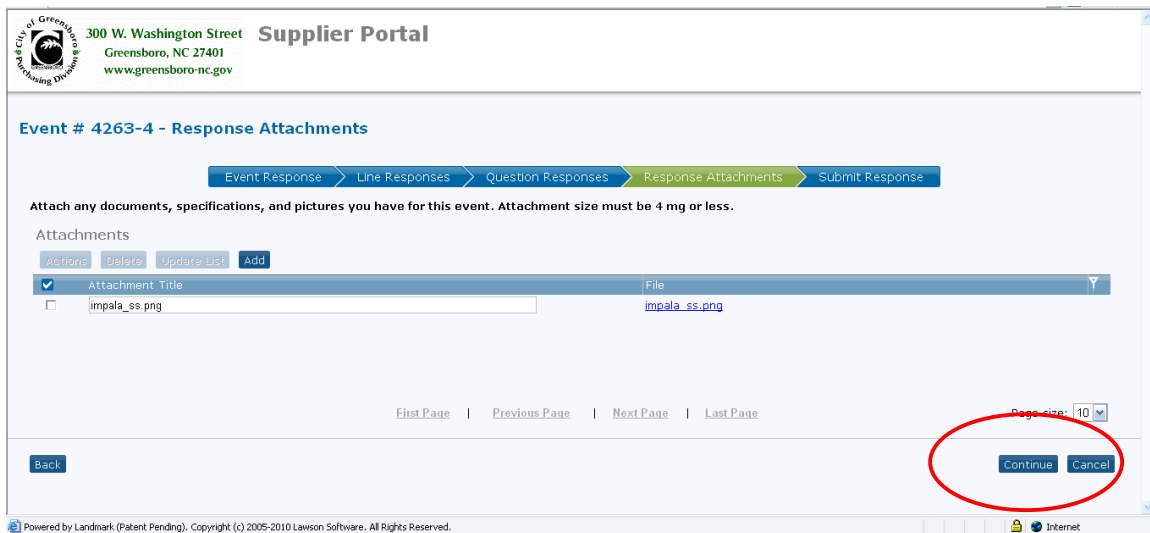 City of Greensboro
Purchasing Division
GREENSBORO
300 W. Washington Street
Greensboro, NC 27401
www.greensboro-nc.gov
Supplier Portal
Event # 4263-4 - Response Attachments
Event Response Line Responses Question Responses Response Attachments Submit Response
Attach any documents, specifications, and pictures you have for this event. Attachment size must be 4 mg or less.
Attachments
Actions Delete Update List Add
Attachment Title File
impala_ss.png impala_ss.png
First Page | Previous Page | Next Page | Last Page Page size: 10
Back Continue Cancel
Powered by Landmark (Patent Pending). Copyright (c) 2005-2010 Lawson Software. All Rights Reserved. Internet